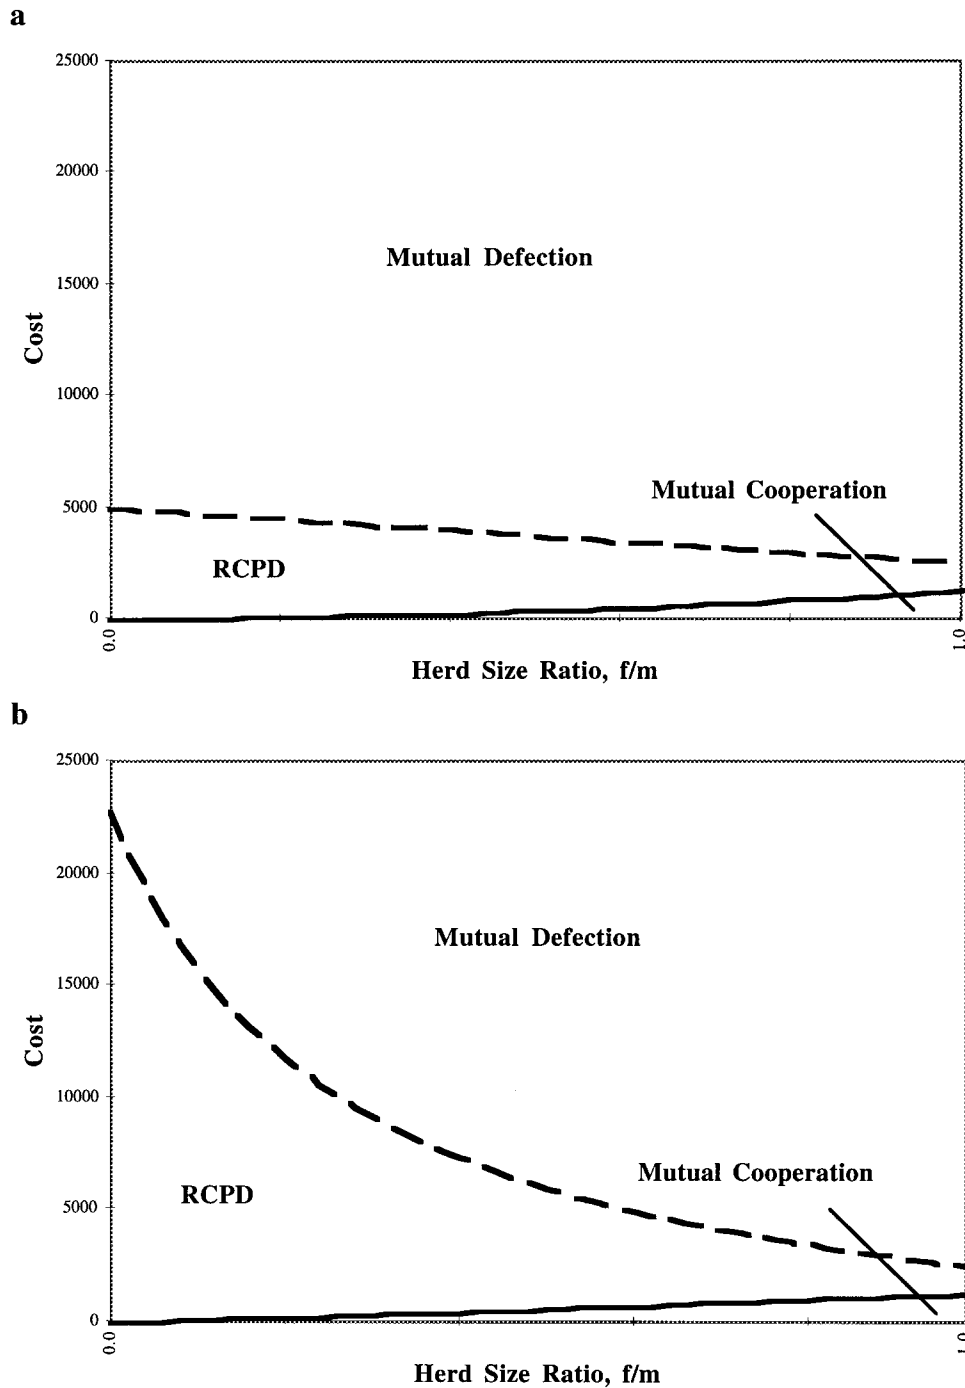 a
25000
20000
Mutual Defection
15000
Cost
10000
Mutual Cooperation
5000
RCPD
0
0.0
1.0
Herd Size Ratio, f/m
b
25000
20000
Mutual Defection
15000
Cost
10000
Mutual Cooperation
RCPD
5000
0
0.0
1.0
Herd Size Ratio, f/m